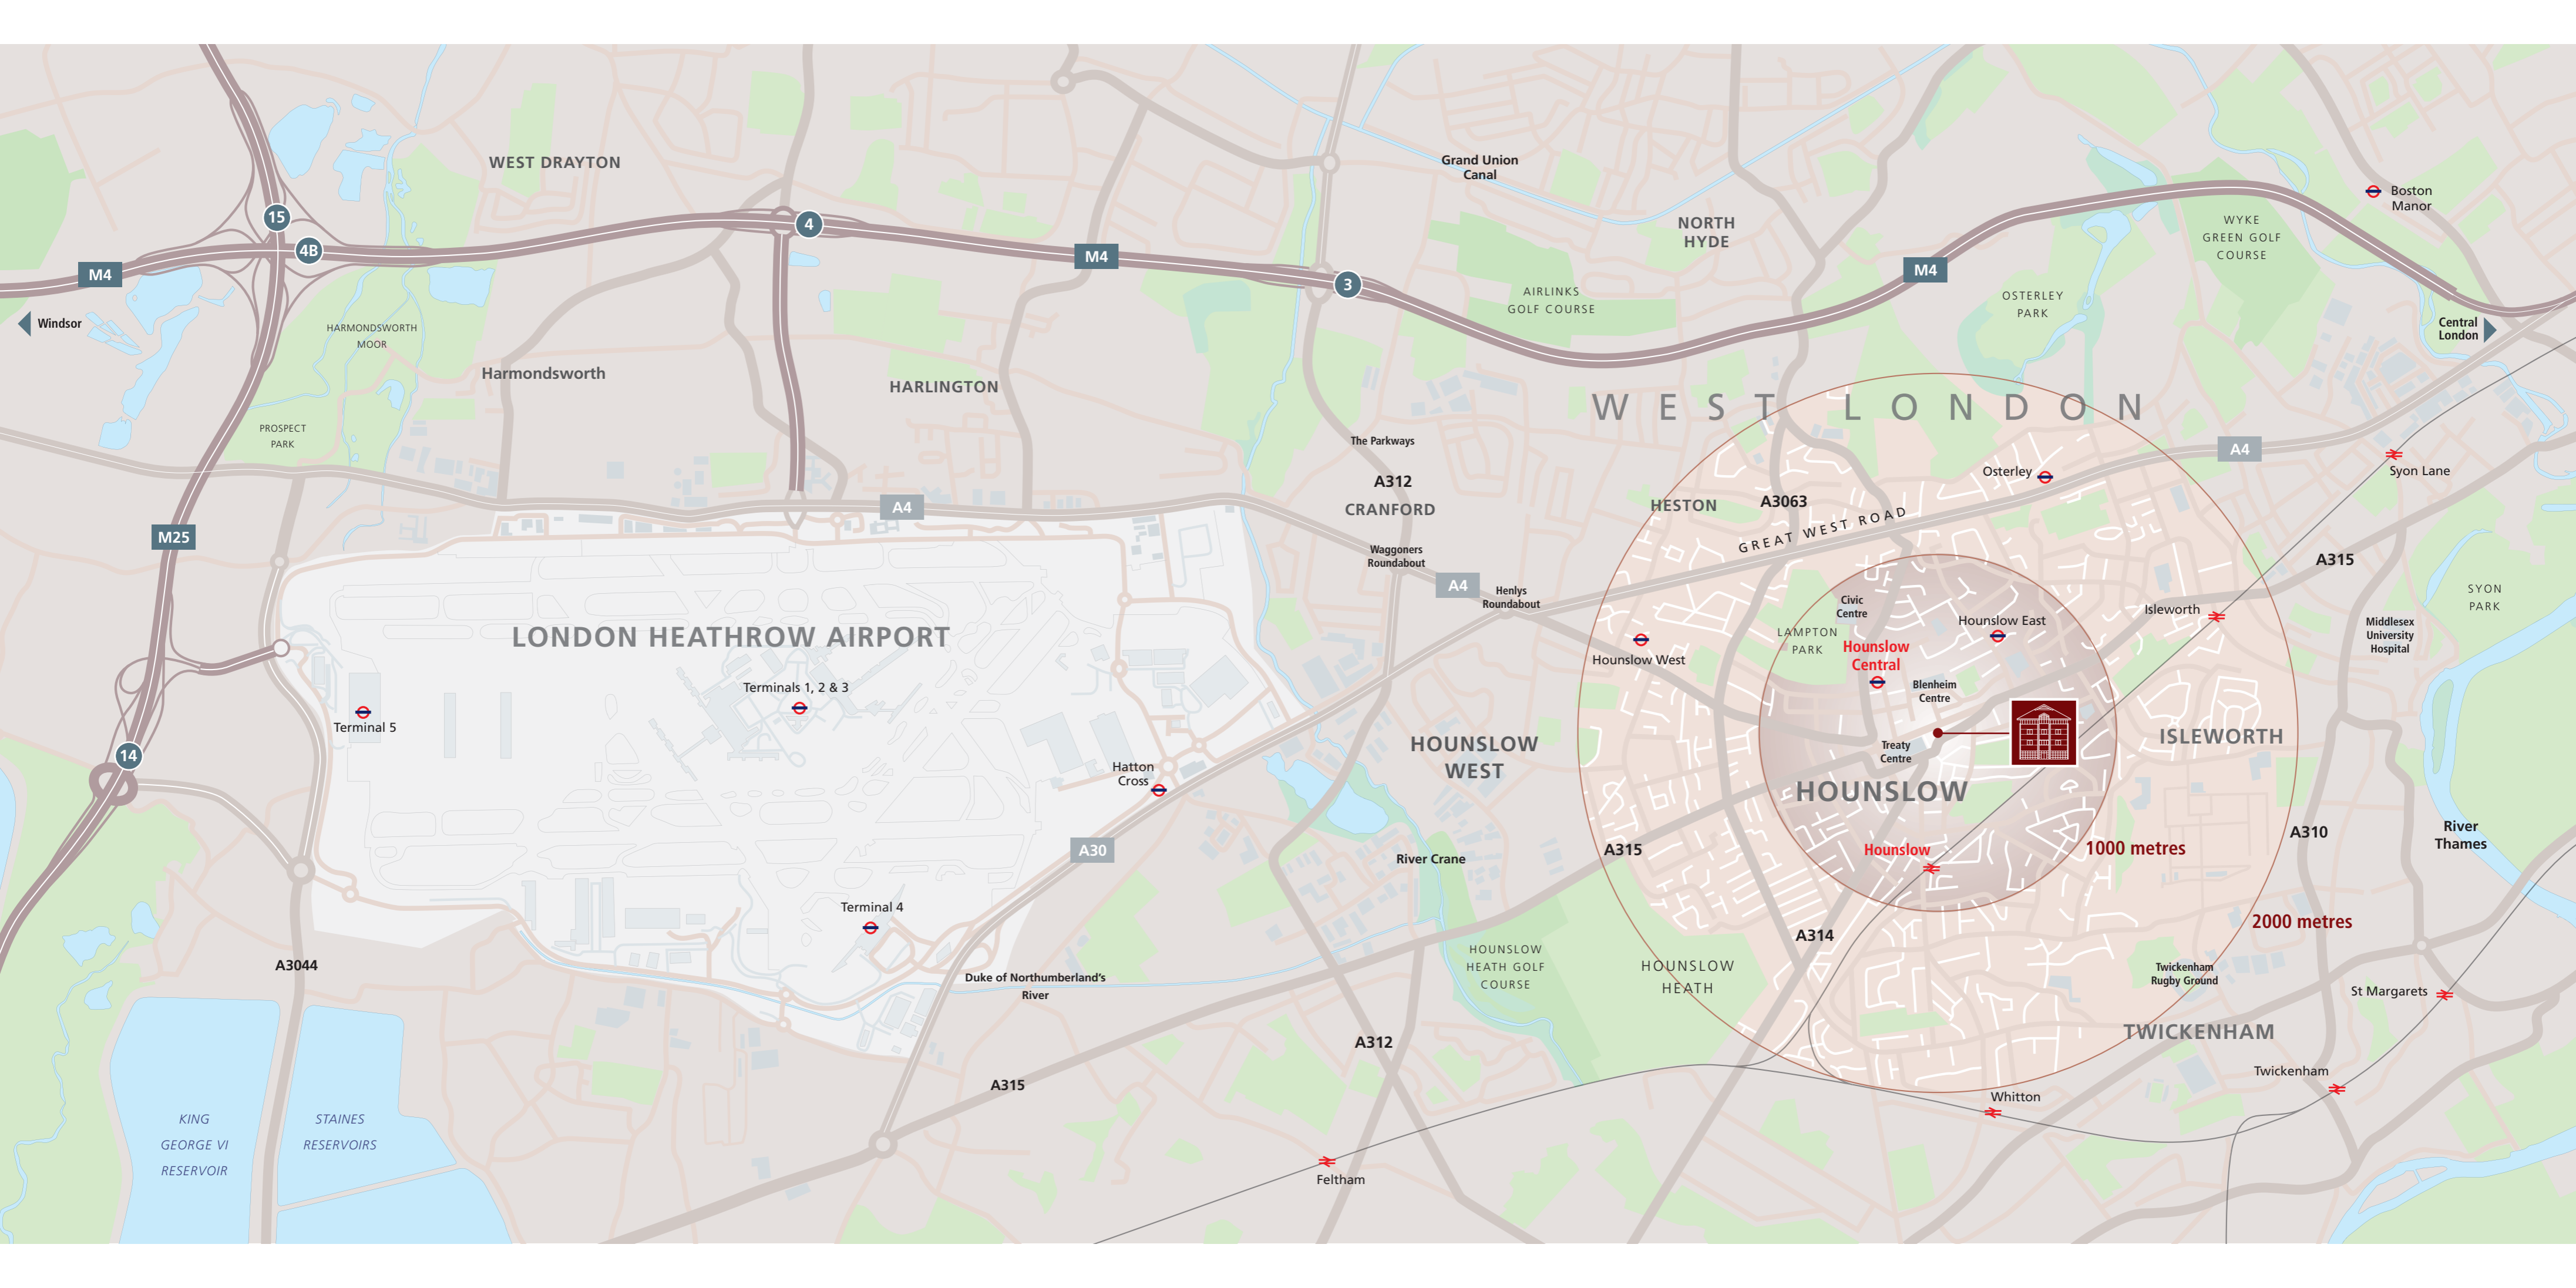 WEST DRAYTON
Grand Union
Canal
Boston
Manor
15
4B
4
M4
M4
3
NORTH
HYDE
M4
WYKE
GREEN GOLF
COURSE
AIRLINKS
GOLF COURSE
OSTERLEY
PARK
Windsor
HARMONDSWORTH
MOOR
Central
London
Harmondsworth
HARLINGTON
WEST LONDON
PROSPECT
PARK
The Parkways
A312
CRANFORD
HESTON
A3063
Osterley
A4
Syon Lane
A4
GREAT WEST ROAD
M25
Waggoners
Roundabout
A4
Henlys
Roundabout
A315
SYON
PARK
Civic
Centre
Hounslow East
Isleworth
Middlesex
University
Hospital
LONDON HEATHROW AIRPORT
LAMPTON
PARK
Hounslow
Central
Hounslow West
Blenheim
Centre
Terminals 1, 2 & 3
Terminal 5
14
HOUNSLOW
WEST
Treaty
Centre
ISLEWORTH
Hatton
Cross
HOUNSLOW
A30
River Crane
A315
Hounslow
1000 metres
A310
River
Thames
Terminal 4
2000 metres
A314
A3044
Duke of Northumberland's
River
HOUNSLOW
HEATH GOLF
COURSE
HOUNSLOW
HEATH
Twickenham
Rugby Ground
St Margarets
A312
TWICKENHAM
A315
Twickenham
Whitton
KING
GEORGE VI
RESERVOIR
STAINES
RESERVOIRS
Feltham